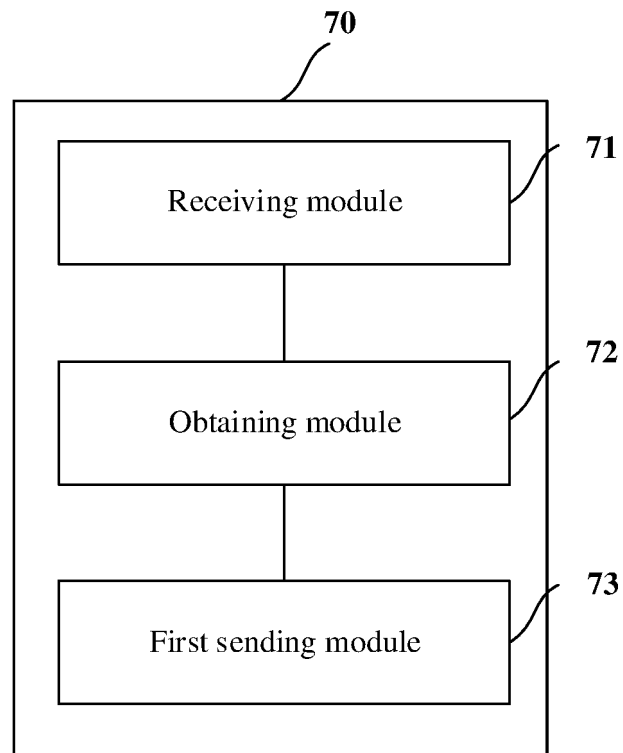 70
71
Receiving module
72
Obtaining module
73
First sending module